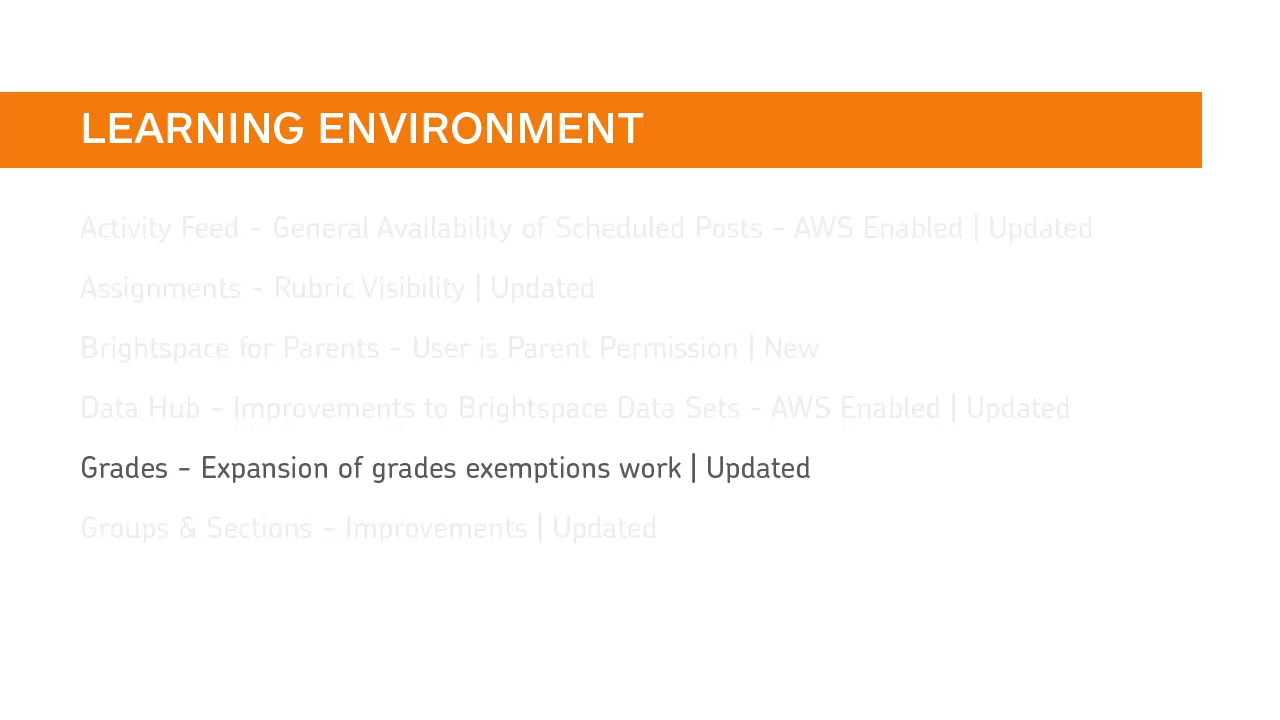 LEARNING ENVIRONMENT
Activity Feed - General Availability of Scheduled Posts - AWS Enabled | Updated
Assignments - Rubric Visibility | Updated
Brightspace for Parents - User is Parent Permission | New
Data Hub - Improvements to Brightspace Data Sets - AWS Enabled | Updated
Grades - Expansion of grades exemptions work | Updated
Groups & Sections - Improvements | Updated